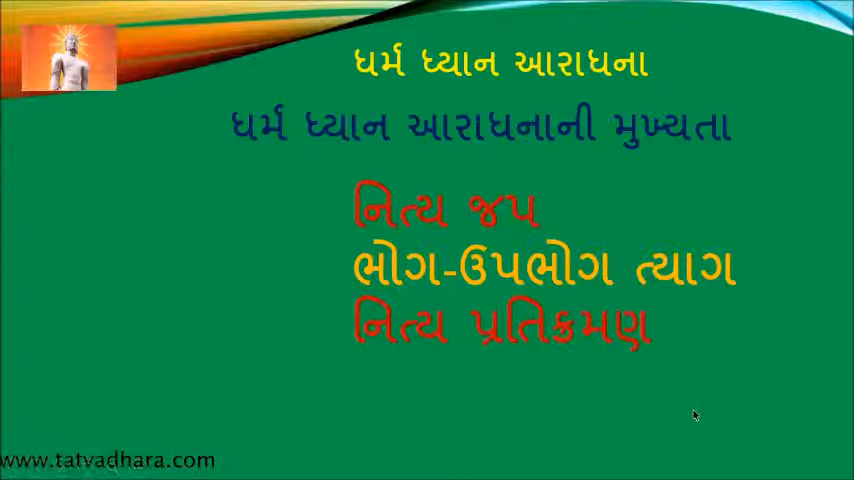 ધર્મ ધ્યાન આરાધના
ધર્મ ધ્યાન આરાધનાની મુખ્યતા
નિત્ય જપ
ભોગ-ઉપભોગ ત્યાગ
નિત્ય પ્રતિક્રમણ
www.tatvadhara.com